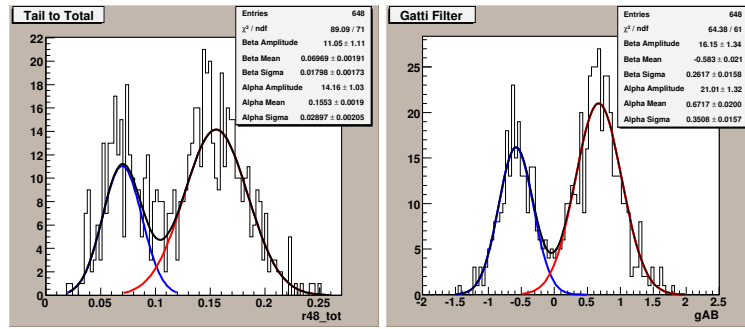 Tail to Total
Entries 648
χ² / ndf 89.09 / 71
Beta Amplitude 11.05 ± 1.11
Beta Mean 0.06969 ± 0.00191
Beta Sigma 0.01798 ± 0.00173
Alpha Amplitude 14.16 ± 1.03
Alpha Mean 0.1553 ± 0.0019
Alpha Sigma 0.02897 ± 0.00205
22
20
18
16
14
12
10
8
6
4
2
0
0 0.05 0.1 0.15 0.2 0.25
r48_tot
Gatti Filter
Entries 648
χ² / ndf 64.38 / 61
Beta Amplitude 16.15 ± 1.34
Beta Mean -0.583 ± 0.021
Beta Sigma 0.2617 ± 0.0158
Alpha Amplitude 21.01 ± 1.32
Alpha Mean 0.6717 ± 0.0200
Alpha Sigma 0.3508 ± 0.0157
25
20
15
10
5
0
-2 -1.5 -1 -0.5 0 0.5 1 1.5 2 2.5
gAB